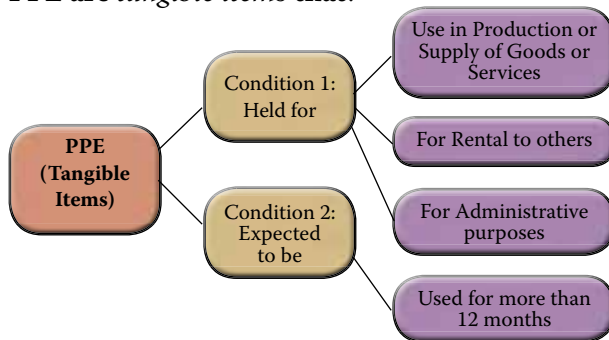 PPE are tangible items that:
PPE
(Tangible
Items)
Condition 1:
Held for
Use in Production or
Supply of Goods or
Services
For Rental to others
For Administrative
purposes
Condition 2:
Expected
to be
Used for more than
12 months